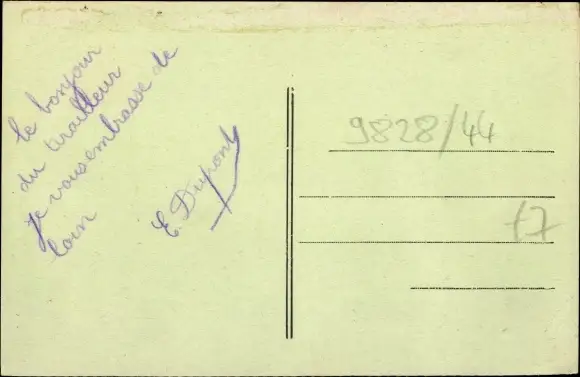 le bonjour
du tirailleur
je vous embrasse de
loin
E. Dupont
9828/44
17